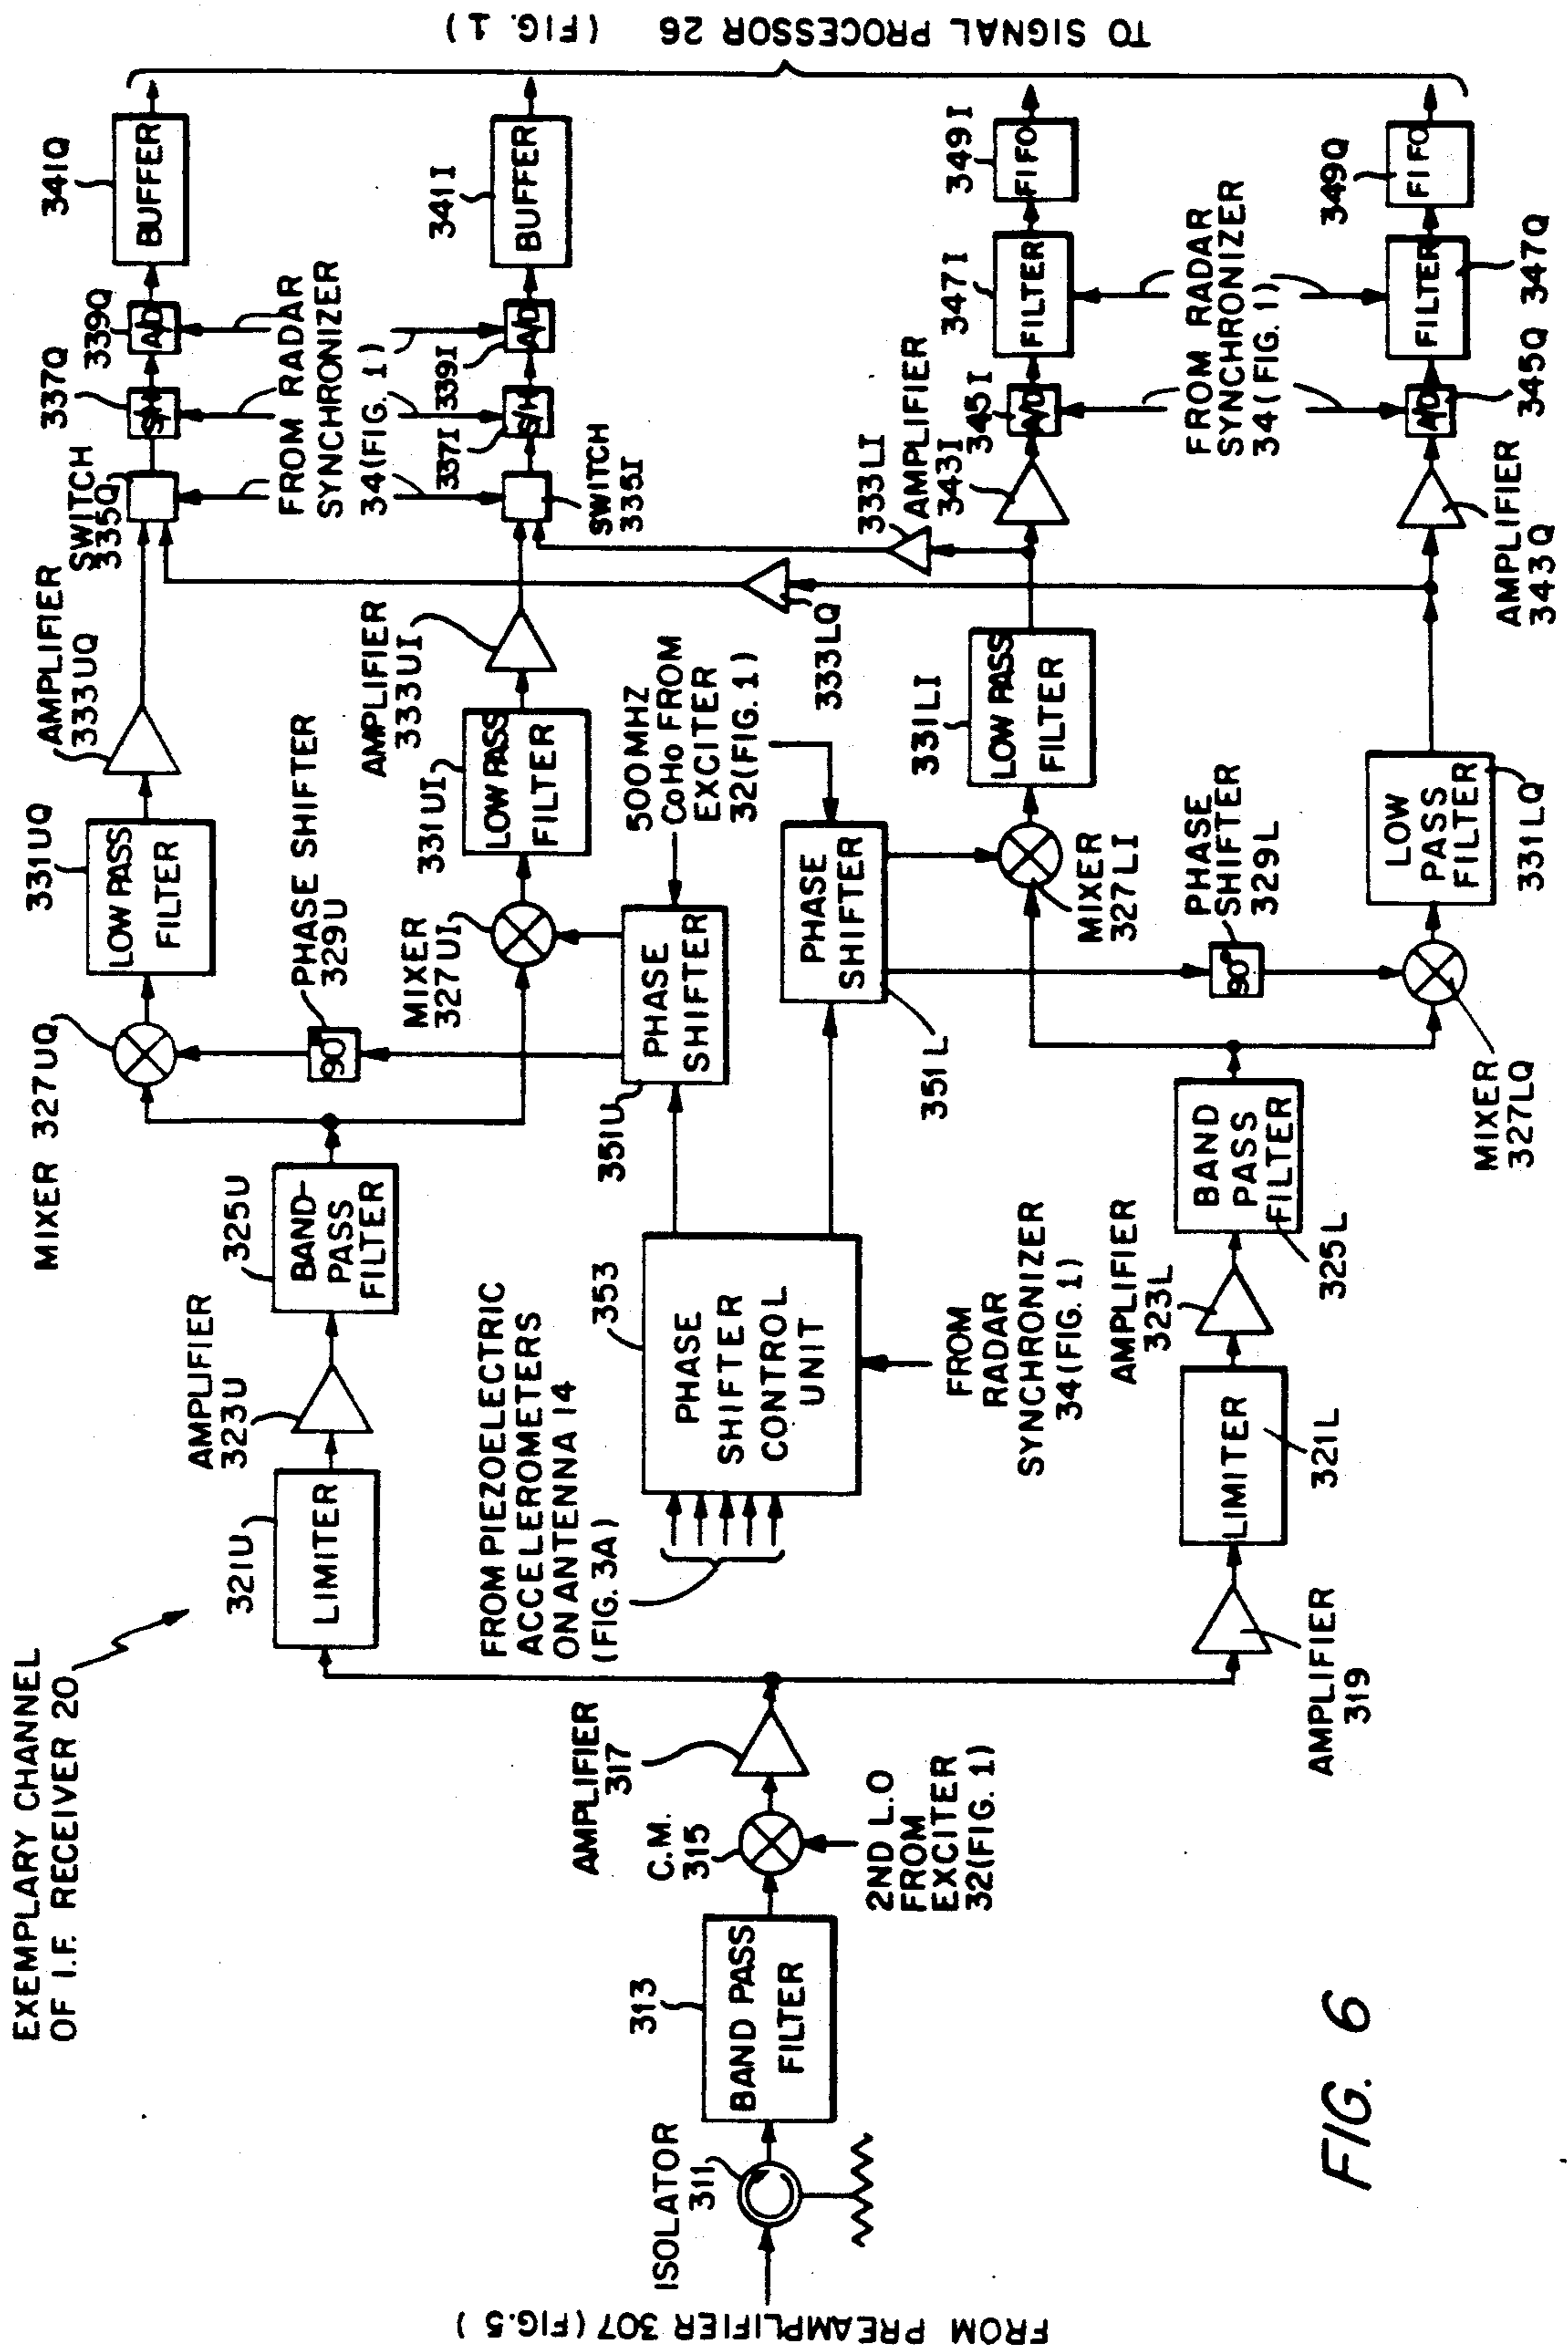 EXEMPLARY CHANNEL
OF I.F. RECEIVER 20
FROM PREAMPLIFIER 307 (FIG.5)
ISOLATOR
311
313
BAND PASS
FILTER
C.M.
315
2ND L.O
FROM
EXCITER
32(FIG. 1)
AMPLIFIER
317
AMPLIFIER
319
321U
LIMITER
AMPLIFIER
323U
325U
BAND-
PASS
FILTER
MIXER 327UQ
PHASE SHIFTER
329U
90°
331UQ
LOW PASS
FILTER
AMPLIFIER
333UQ
SWITCH
335Q
337Q
S/H
339Q
A/D
341Q
BUFFER
MIXER
327UI
331UI
LOW PASS
FILTER
AMPLIFIER
333UI
FROM RADAR
SYNCHRONIZER
34(FIG. 1)
SWITCH
335I
337I
S/H
339I
A/D
341I
BUFFER
FROM PIEZOELECTRIC
ACCELEROMETERS
ON ANTENNA 14
(FIG. 3A)
353
PHASE
SHIFTER
CONTROL
UNIT
FROM
RADAR
SYNCHRONIZER
34(FIG. 1)
351U
PHASE
SHIFTER
500MHZ
CoHo FROM
EXCITER
32(FIG. 1)
PHASE
SHIFTER
351L
333LQ
333LI
MIXER
327LI
331LI
LOW PASS
FILTER
AMPLIFIER
343I
345I
A/D
347I
FILTER
349I
FIFO
FROM RADAR
SYNCHRONIZER
34(FIG. 1)
LIMITER
321L
AMPLIFIER
323L
BAND
PASS
FILTER
325L
PHASE
SHIFTER
329L
90°
MIXER
327LQ
LOW
PASS
FILTER
331LQ
AMPLIFIER
343Q
A/D
345Q
FILTER
347Q
349Q
FIFO
TO SIGNAL PROCESSOR 26 (FIG. 1)
FIG. 6